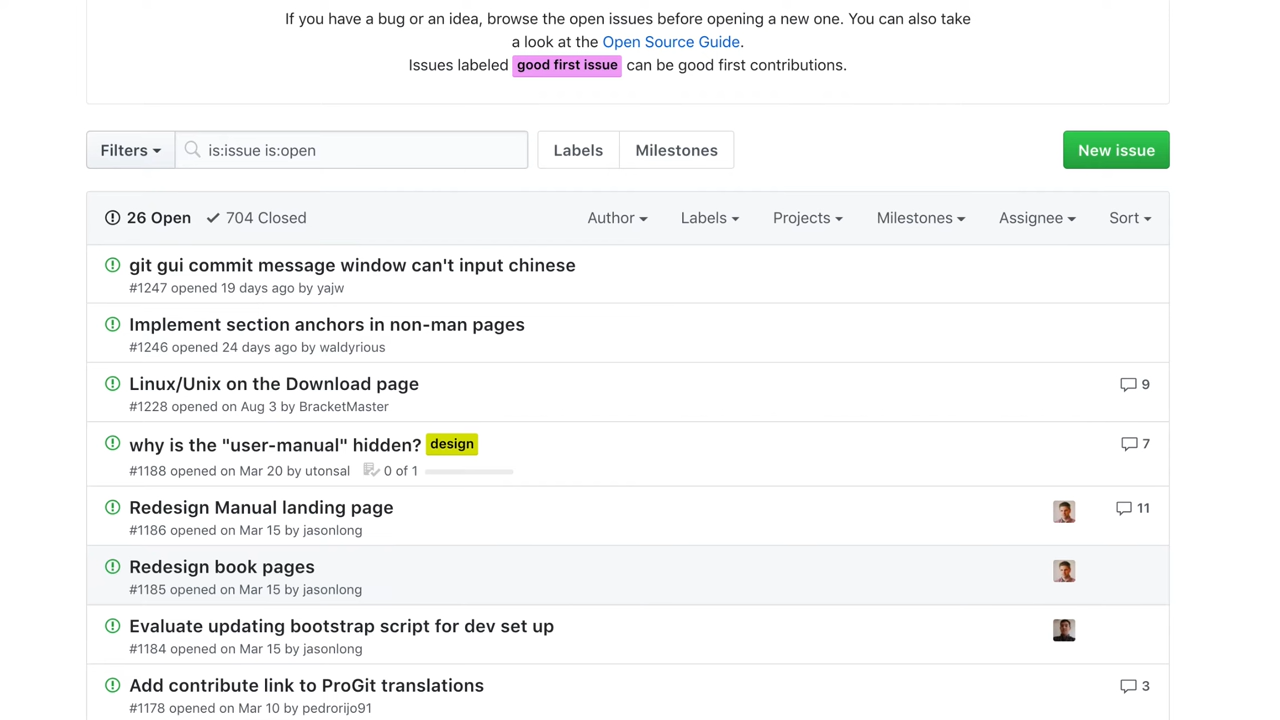 If you have a bug or an idea, browse the open issues before opening a new one. You can also take
a look at the Open Source Guide.
Issues labeled good first issue can be good first contributions.
Filters is:issue is:open Labels Milestones New issue
26 Open 704 Closed Author Labels Projects Milestones Assignee Sort
git gui commit message window can't input chinese
#1247 opened 19 days ago by yajw
Implement section anchors in non-man pages
#1246 opened 24 days ago by waldyrious
Linux/Unix on the Download page 9
#1228 opened on Aug 3 by BracketMaster
why is the "user-manual" hidden? design 7
#1188 opened on Mar 20 by utonsal 0 of 1
Redesign Manual landing page 11
#1186 opened on Mar 15 by jasonlong
Redesign book pages
#1185 opened on Mar 15 by jasonlong
Evaluate updating bootstrap script for dev set up
#1184 opened on Mar 15 by jasonlong
Add contribute link to ProGit translations 3
#1178 opened on Mar 10 by pedrorijo91